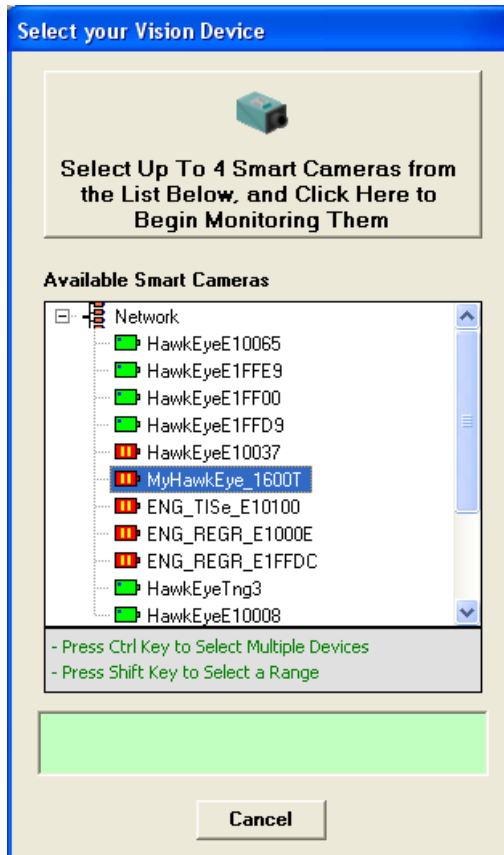 Select your Vision Device
Select Up To 4 Smart Cameras from
the List Below, and Click Here to
Begin Monitoring Them
Available Smart Cameras
Network
HawkEyeE10065
HawkEyeE1FFE9
HawkEyeE1FF00
HawkEyeE1FFD9
HawkEyeE10037
MyHawkEye_1600T
ENG_TISe_E10100
ENG_REGR_E1000E
ENG_REGR_E1FFDC
HawkEyeTng3
HawkEyeE10008
- Press Ctrl Key to Select Multiple Devices
- Press Shift Key to Select a Range
Cancel